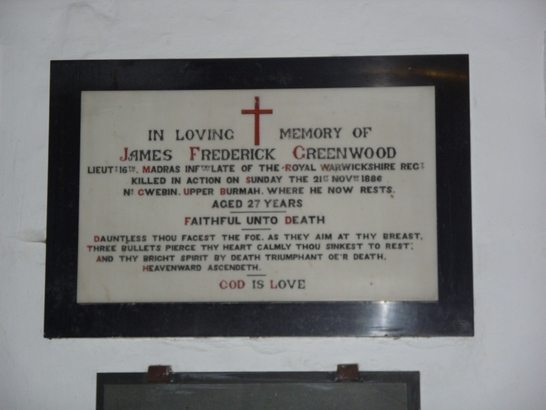 IN LOVING MEMORY OF
JAMES FREDERICK GREENWOOD
LIEUTT 16TH. MADRAS INFTRY LATE OF THE ROYAL WARWICKSHIRE REGT
KILLED IN ACTION ON SUNDAY THE 21ST NOVR 1886
NR GWEBIN. UPPER BURMAH. WHERE HE NOW RESTS.
AGED 27 YEARS
FAITHFUL UNTO DEATH
DAUNTLESS THOU FACEST THE FOE, AS THEY AIM AT THY BREAST,
THREE BULLETS PIERCE THY HEART CALMLY THOU SINKEST TO REST;
AND THY BRIGHT SPIRIT BY DEATH TRIUMPHANT OE'R DEATH,
HEAVENWARD ASCENDETH.
GOD IS LOVE